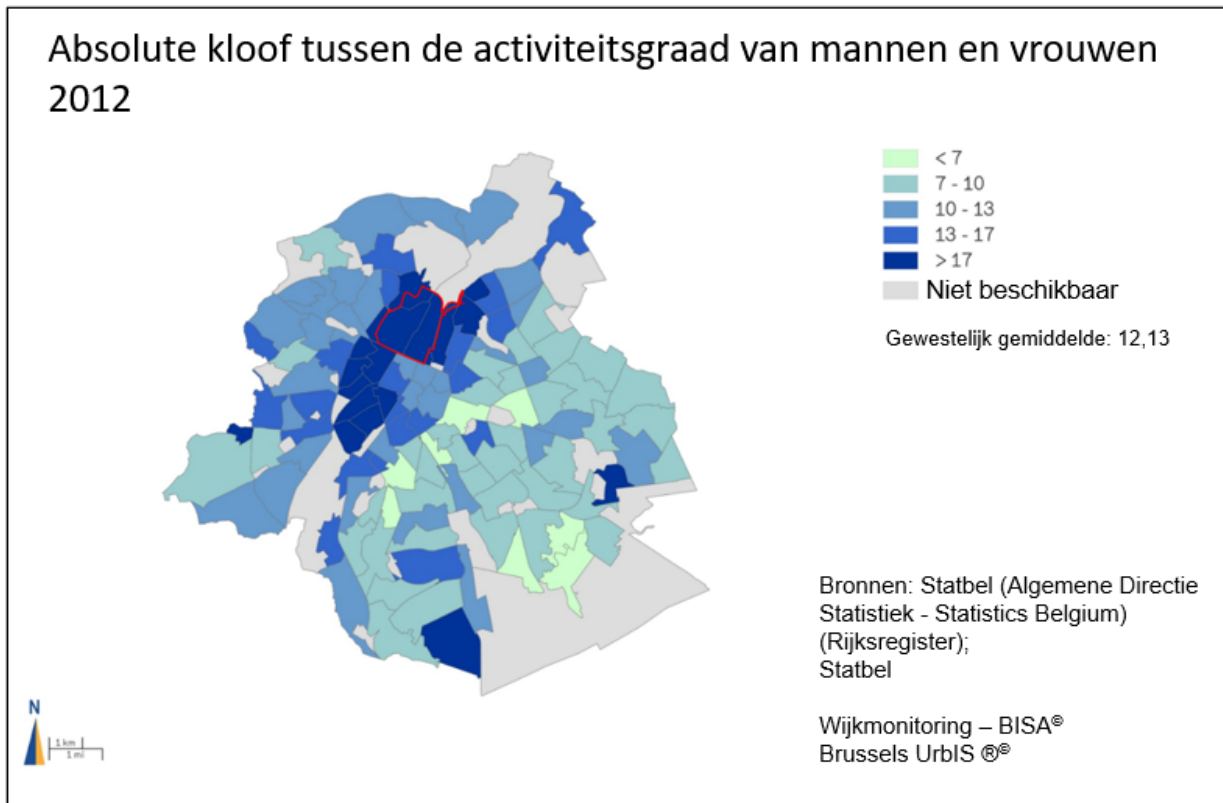 Absolute kloof tussen de activiteitsgraad van mannen en vrouwen
2012
< 7
7 - 10
10 - 13
13 - 17
> 17
Niet beschikbaar
Gewestelijk gemiddelde: 12,13
Bronnen: Statbel (Algemene Directie
Statistiek - Statistics Belgium)
(Rijksregister);
Statbel
Wijkmonitoring – BISA©
Brussels UrbIS ®©
N
1 km
1 mi